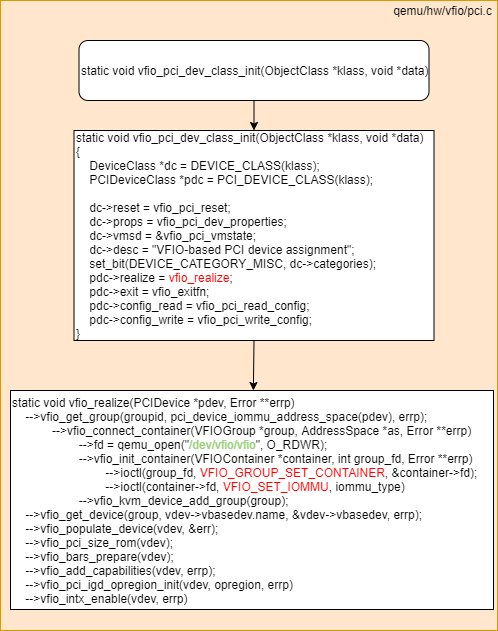 qemu/hw/vfio/pci.c
static void vfio_pci_dev_class_init(ObjectClass *klass, void *data)
static void vfio_pci_dev_class_init(ObjectClass *klass, void *data)
{
    DeviceClass *dc = DEVICE_CLASS(klass);
    PCIDeviceClass *pdc = PCI_DEVICE_CLASS(klass);

    dc->reset = vfio_pci_reset;
    dc->props = vfio_pci_dev_properties;
    dc->vmsd = &vfio_pci_vmstate;
    dc->desc = "VFIO-based PCI device assignment";
    set_bit(DEVICE_CATEGORY_MISC, dc->categories);
    pdc->realize = vfio_realize;
    pdc->exit = vfio_exitfn;
    pdc->config_read = vfio_pci_read_config;
    pdc->config_write = vfio_pci_write_config;
}
static void vfio_realize(PCIDevice *pdev, Error **errp)
    -->vfio_get_group(groupid, pci_device_iommu_address_space(pdev), errp);
        -->vfio_connect_container(VFIOGroup *group, AddressSpace *as, Error **errp)
            -->fd = qemu_open("/dev/vfio/vfio", O_RDWR);
            -->vfio_init_container(VFIOContainer *container, int group_fd, Error **errp)
                -->ioctl(group_fd, VFIO_GROUP_SET_CONTAINER, &container->fd);
                -->ioctl(container->fd, VFIO_SET_IOMMU, iommu_type)
            -->vfio_kvm_device_add_group(group);
    -->vfio_get_device(group, vdev->vbasedev.name, &vdev->vbasedev, errp);
    -->vfio_populate_device(vdev, &err);
    -->vfio_pci_size_rom(vdev);
    -->vfio_bars_prepare(vdev);
    -->vfio_add_capabilities(vdev, errp);
    -->vfio_pci_igd_opregion_init(vdev, opregion, errp)
    -->vfio_intx_enable(vdev, errp)